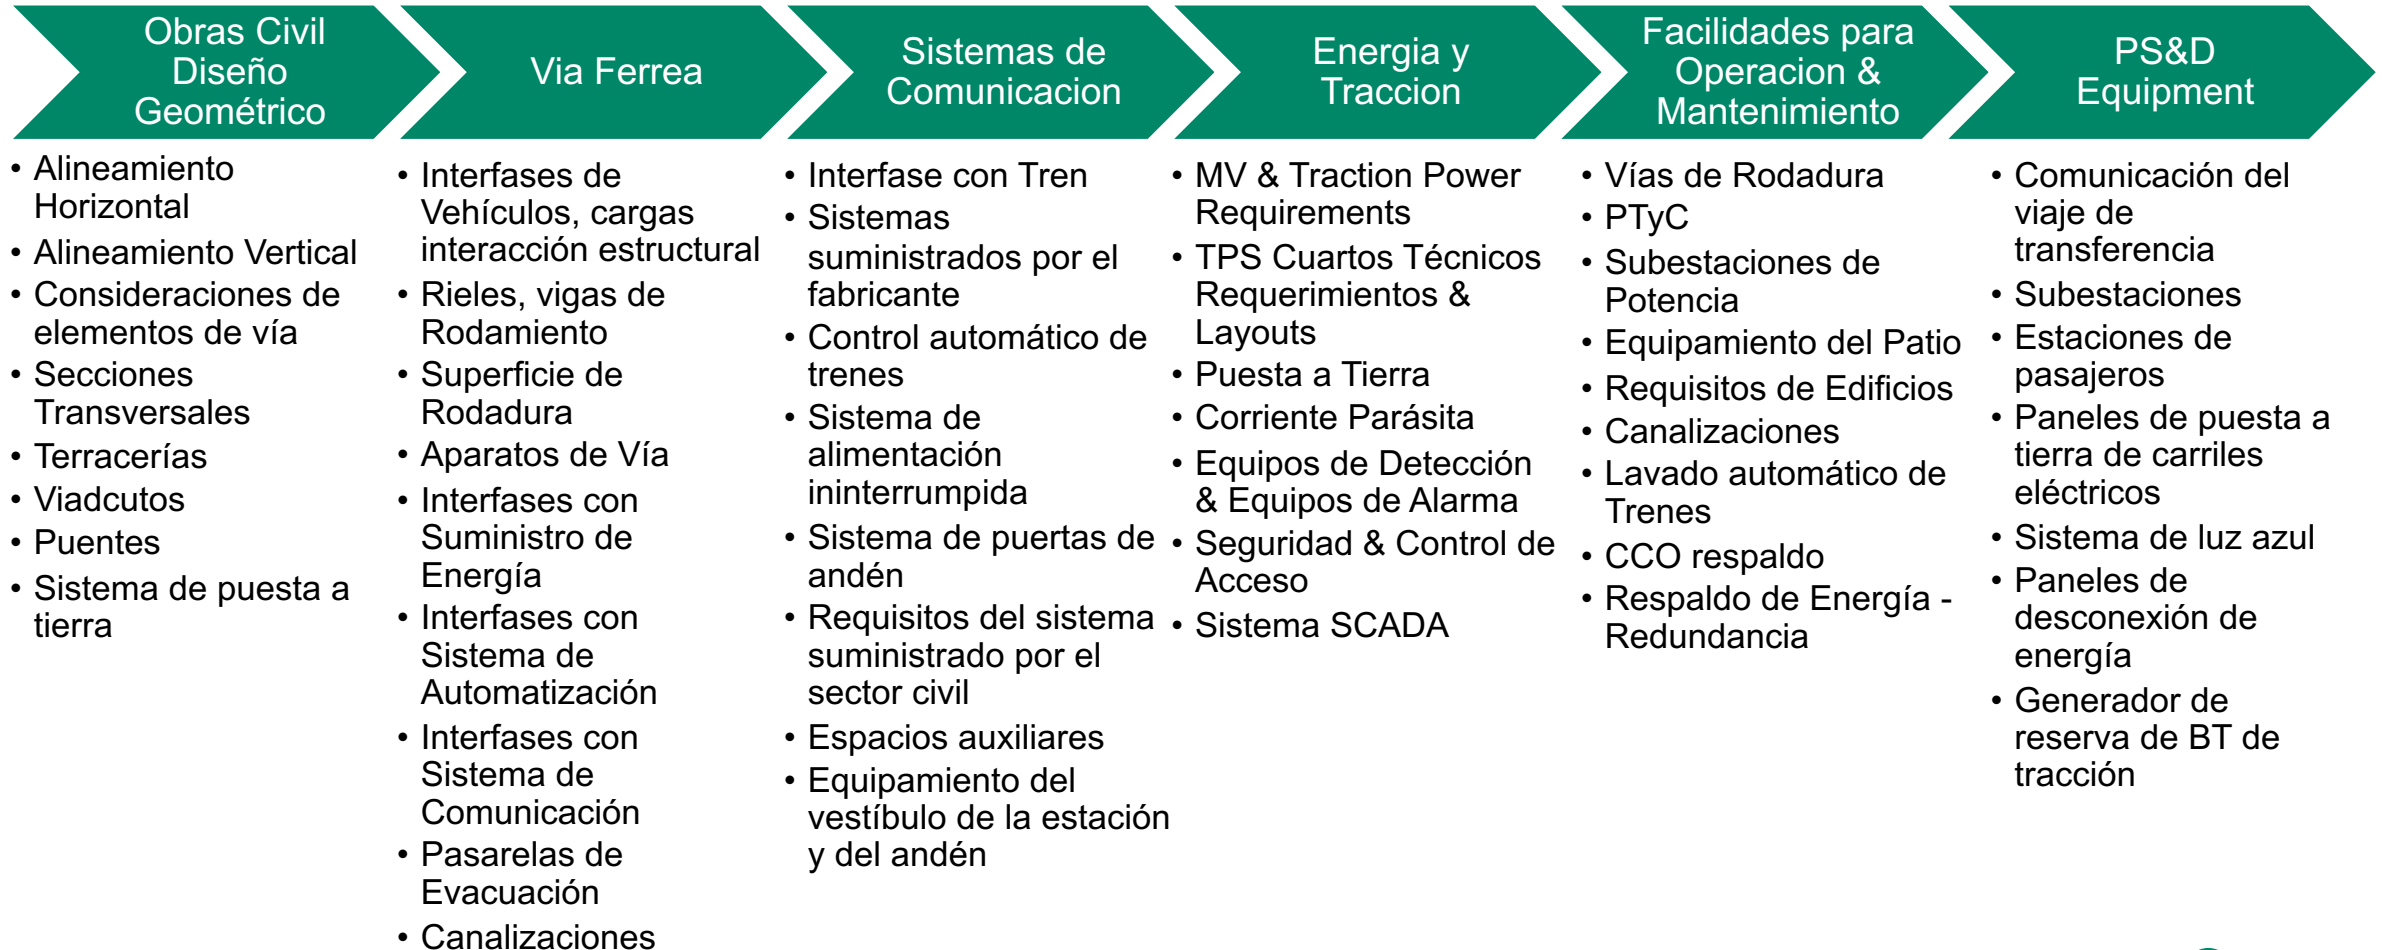 Obras Civil
Diseño
Geométrico
Via Ferrea
Sistemas de
Comunicacion
Energia y
Traccion
Facilidades para
Operacion &
Mantenimiento
PS&D
Equipment
• Alineamiento
Horizontal
• Alineamiento Vertical
• Consideraciones de
elementos de vía
• Secciones
Transversales
• Terracerías
• Viadcutos
• Puentes
• Sistema de puesta a
tierra
• Interfases de
Vehículos, cargas
interacción estructural
• Rieles, vigas de
Rodamiento
• Superficie de
Rodadura
• Aparatos de Vía
• Interfases con
Suministro de
Energía
• Interfases con
Sistema de
Automatización
• Interfases con
Sistema de
Comunicación
• Pasarelas de
Evacuación
• Canalizaciones
• Interfase con Tren
• Sistemas
suministrados por el
fabricante
• Control automático de
trenes
• Sistema de
alimentación
ininterrumpida
• Sistema de puertas de
andén
• Requisitos del sistema
suministrado por el
sector civil
• Espacios auxiliares
• Equipamiento del
vestíbulo de la estación
y del andén
• MV & Traction Power
Requirements
• TPS Cuartos Técnicos
Requerimientos &
Layouts
• Puesta a Tierra
• Corriente Parásita
• Equipos de Detección
& Equipos de Alarma
• Seguridad & Control de
Acceso
• Sistema SCADA
• Vías de Rodadura
• PTyC
• Subestaciones de
Potencia
• Equipamiento del Patio
• Requisitos de Edificios
• Canalizaciones
• Lavado automático de
Trenes
• CCO respaldo
• Respaldo de Energía -
Redundancia
• Comunicación del
viaje de
transferencia
• Subestaciones
• Estaciones de
pasajeros
• Paneles de puesta a
tierra de carriles
eléctricos
• Sistema de luz azul
• Paneles de
desconexión de
energía
• Generador de
reserva de BT de
tracción